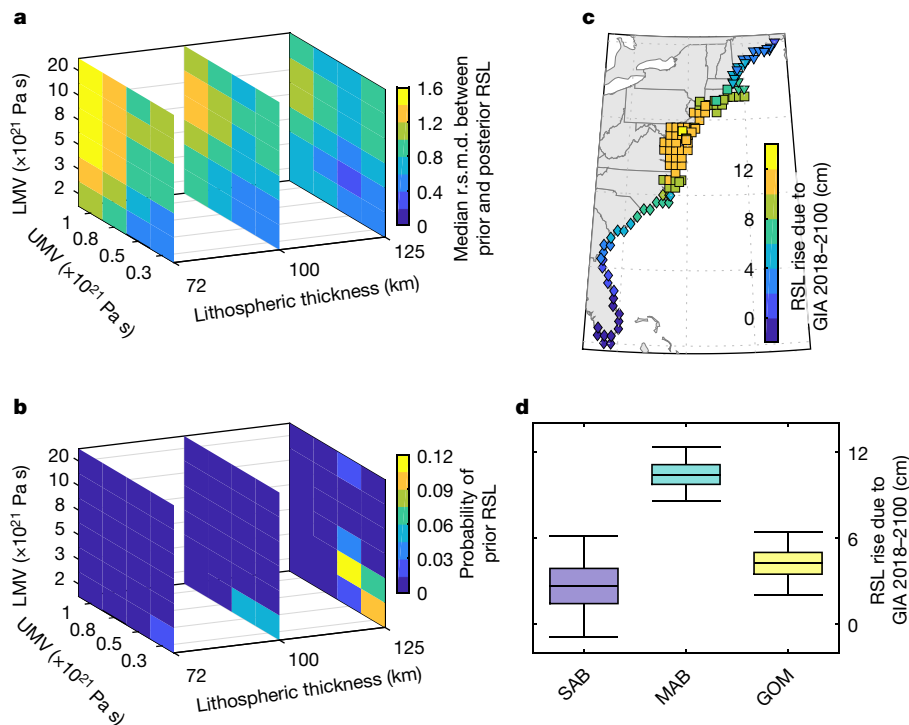 a
LMV (×10²¹ Pa s)
20
10
8
5
3
2
1
0.8
0.5
0.3
UMV (×10²¹ Pa s)
72
100
125
Lithospheric thickness (km)
1.6
1.2
0.8
0.4
0
Median r.s.m.d. between
prior and posterior RSL
b
LMV (×10²¹ Pa s)
20
10
8
5
3
2
1
0.8
0.5
0.3
UMV (×10²¹ Pa s)
72
100
125
Lithospheric thickness (km)
0.12
0.09
0.06
0.03
0
Probability of
prior RSL
c
12
8
4
0
RSL rise due to
GIA 2018–2100 (cm)
d
12
6
0
RSL rise due to
GIA 2018–2100 (cm)
SAB
MAB
GOM